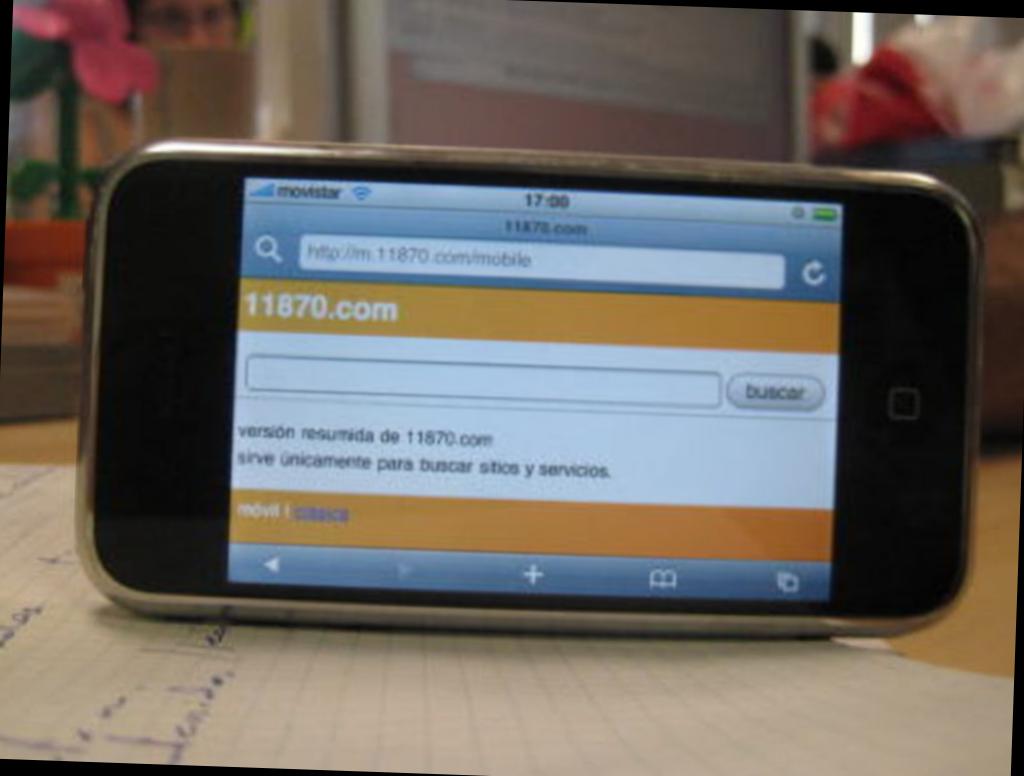 movistar 17:00
11870.com
http://m.11870.com/mobile
11870.com
buscar
versión resumida de 11870.com
sirve únicamente para buscar sitios y servicios.
móvil | clásica